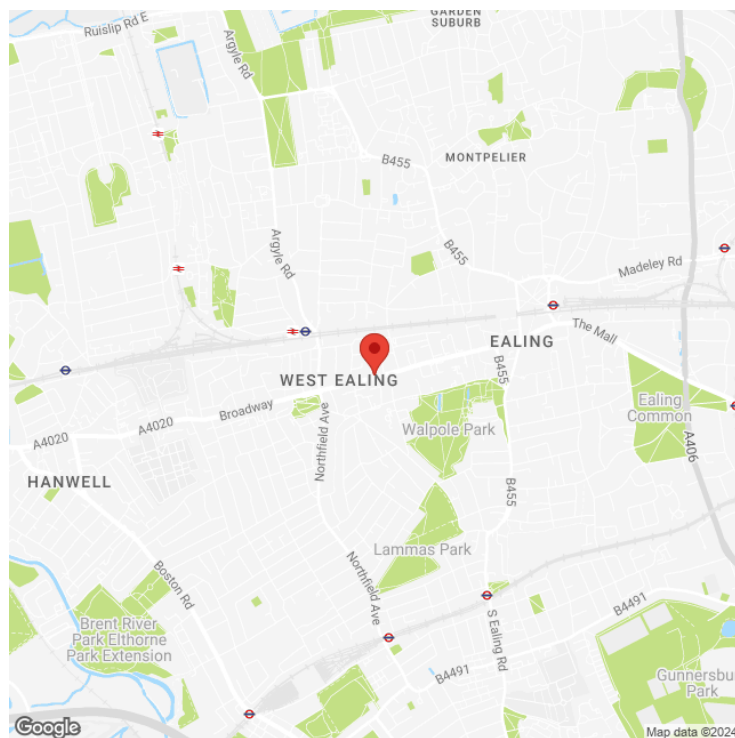 GARDEN
SUBURB
Ruislip Rd E
Argyle Rd
B455
MONTPELIER
Argyle Rd
B455
Madeley Rd
The Mall
EALING
WEST EALING
B455
Broadway
Northfield Ave
Walpole Park
Ealing
Common
A4020
A4020
A406
HANWELL
B455
Lammas Park
Boston Rd
Northfield Ave
Brent River
Park Elthorne
Park Extension
S Ealing Rd
B4491
B4491
Gunnersbu
Park
Google
Map data ©2024